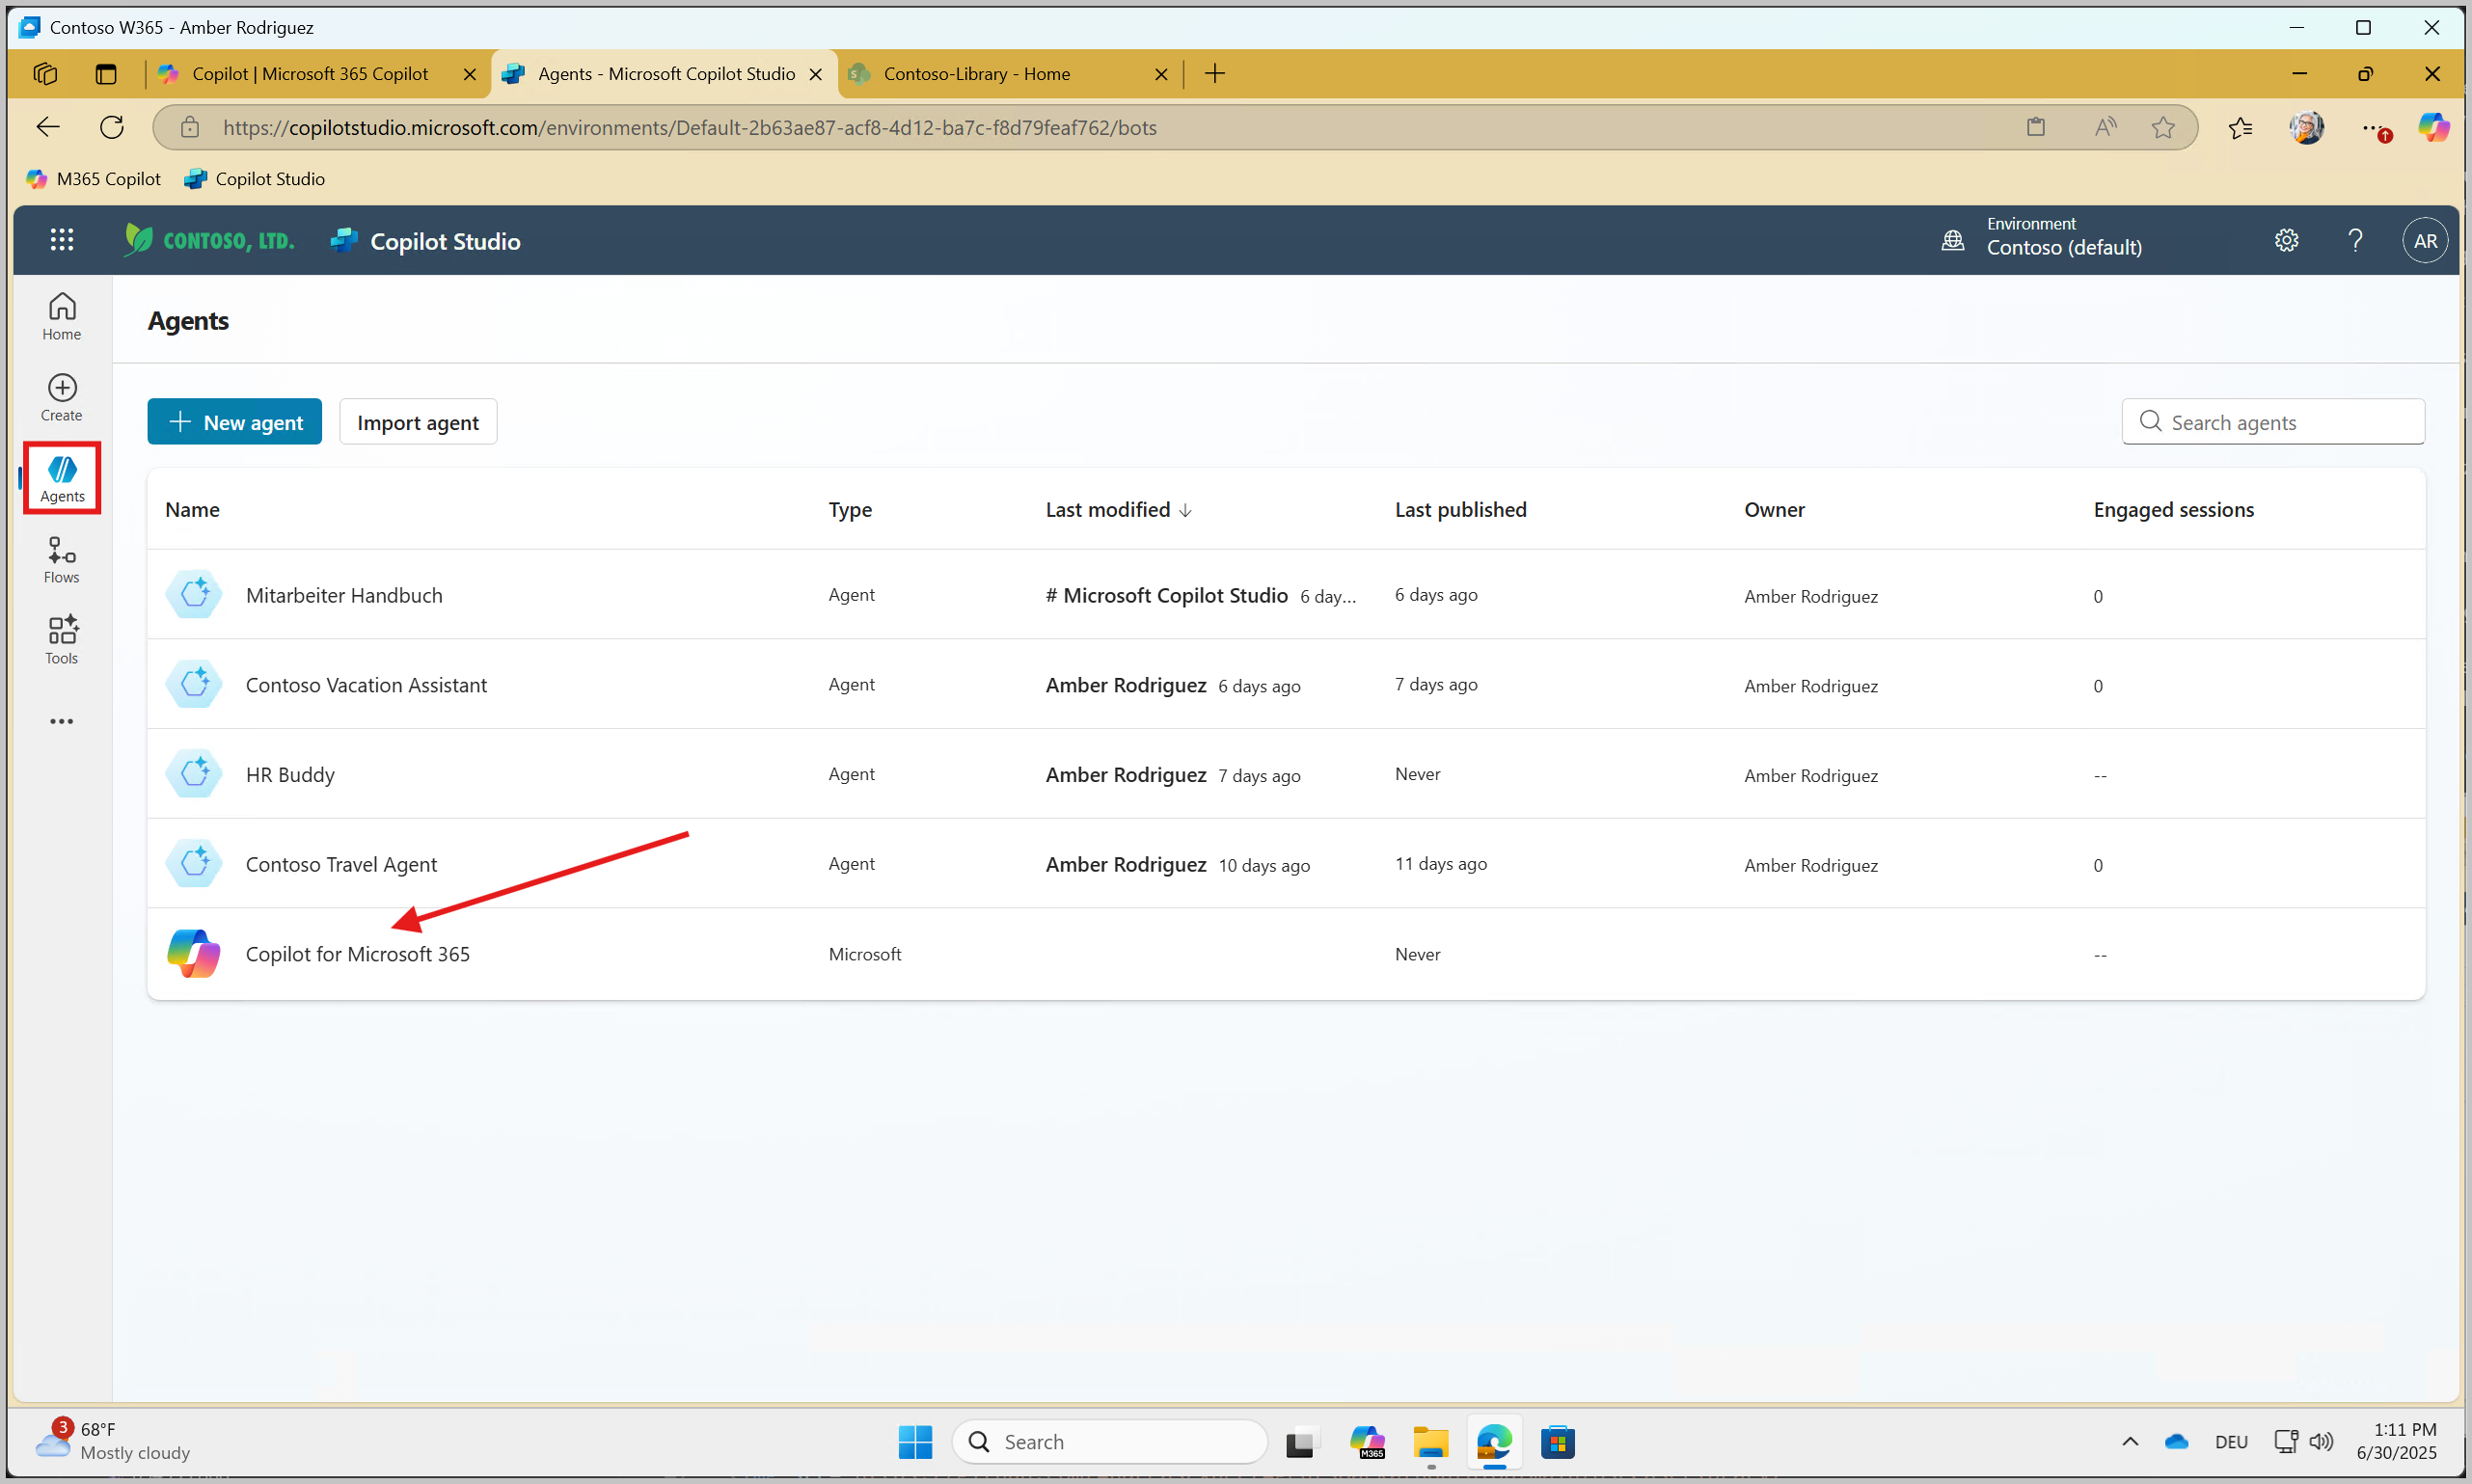 Contoso W365 - Amber Rodriguez
Copilot | Microsoft 365 Copilot
Agents - Microsoft Copilot Studio
Contoso-Library - Home
https://copilotstudio.microsoft.com/environments/Default-2b63ae87-acf8-4d12-ba7c-f8d79feaf762/bots
M365 Copilot
Copilot Studio
CONTOSO, LTD.
Copilot Studio
Environment
Contoso (default)
AR
Home
Create
Agents
Flows
Tools
Agents
New agent
Import agent
Search agents
Name Type Last modified Last published Owner Engaged sessions
Mitarbeiter Handbuch Agent # Microsoft Copilot Studio 6 day... 6 days ago Amber Rodriguez 0
Contoso Vacation Assistant Agent Amber Rodriguez 6 days ago 7 days ago Amber Rodriguez 0
HR Buddy Agent Amber Rodriguez 7 days ago Never Amber Rodriguez --
Contoso Travel Agent Agent Amber Rodriguez 10 days ago 11 days ago Amber Rodriguez 0
Copilot for Microsoft 365 Microsoft Never --
3
68°F
Mostly cloudy
Search
M365
DEU
1:11 PM
6/30/2025